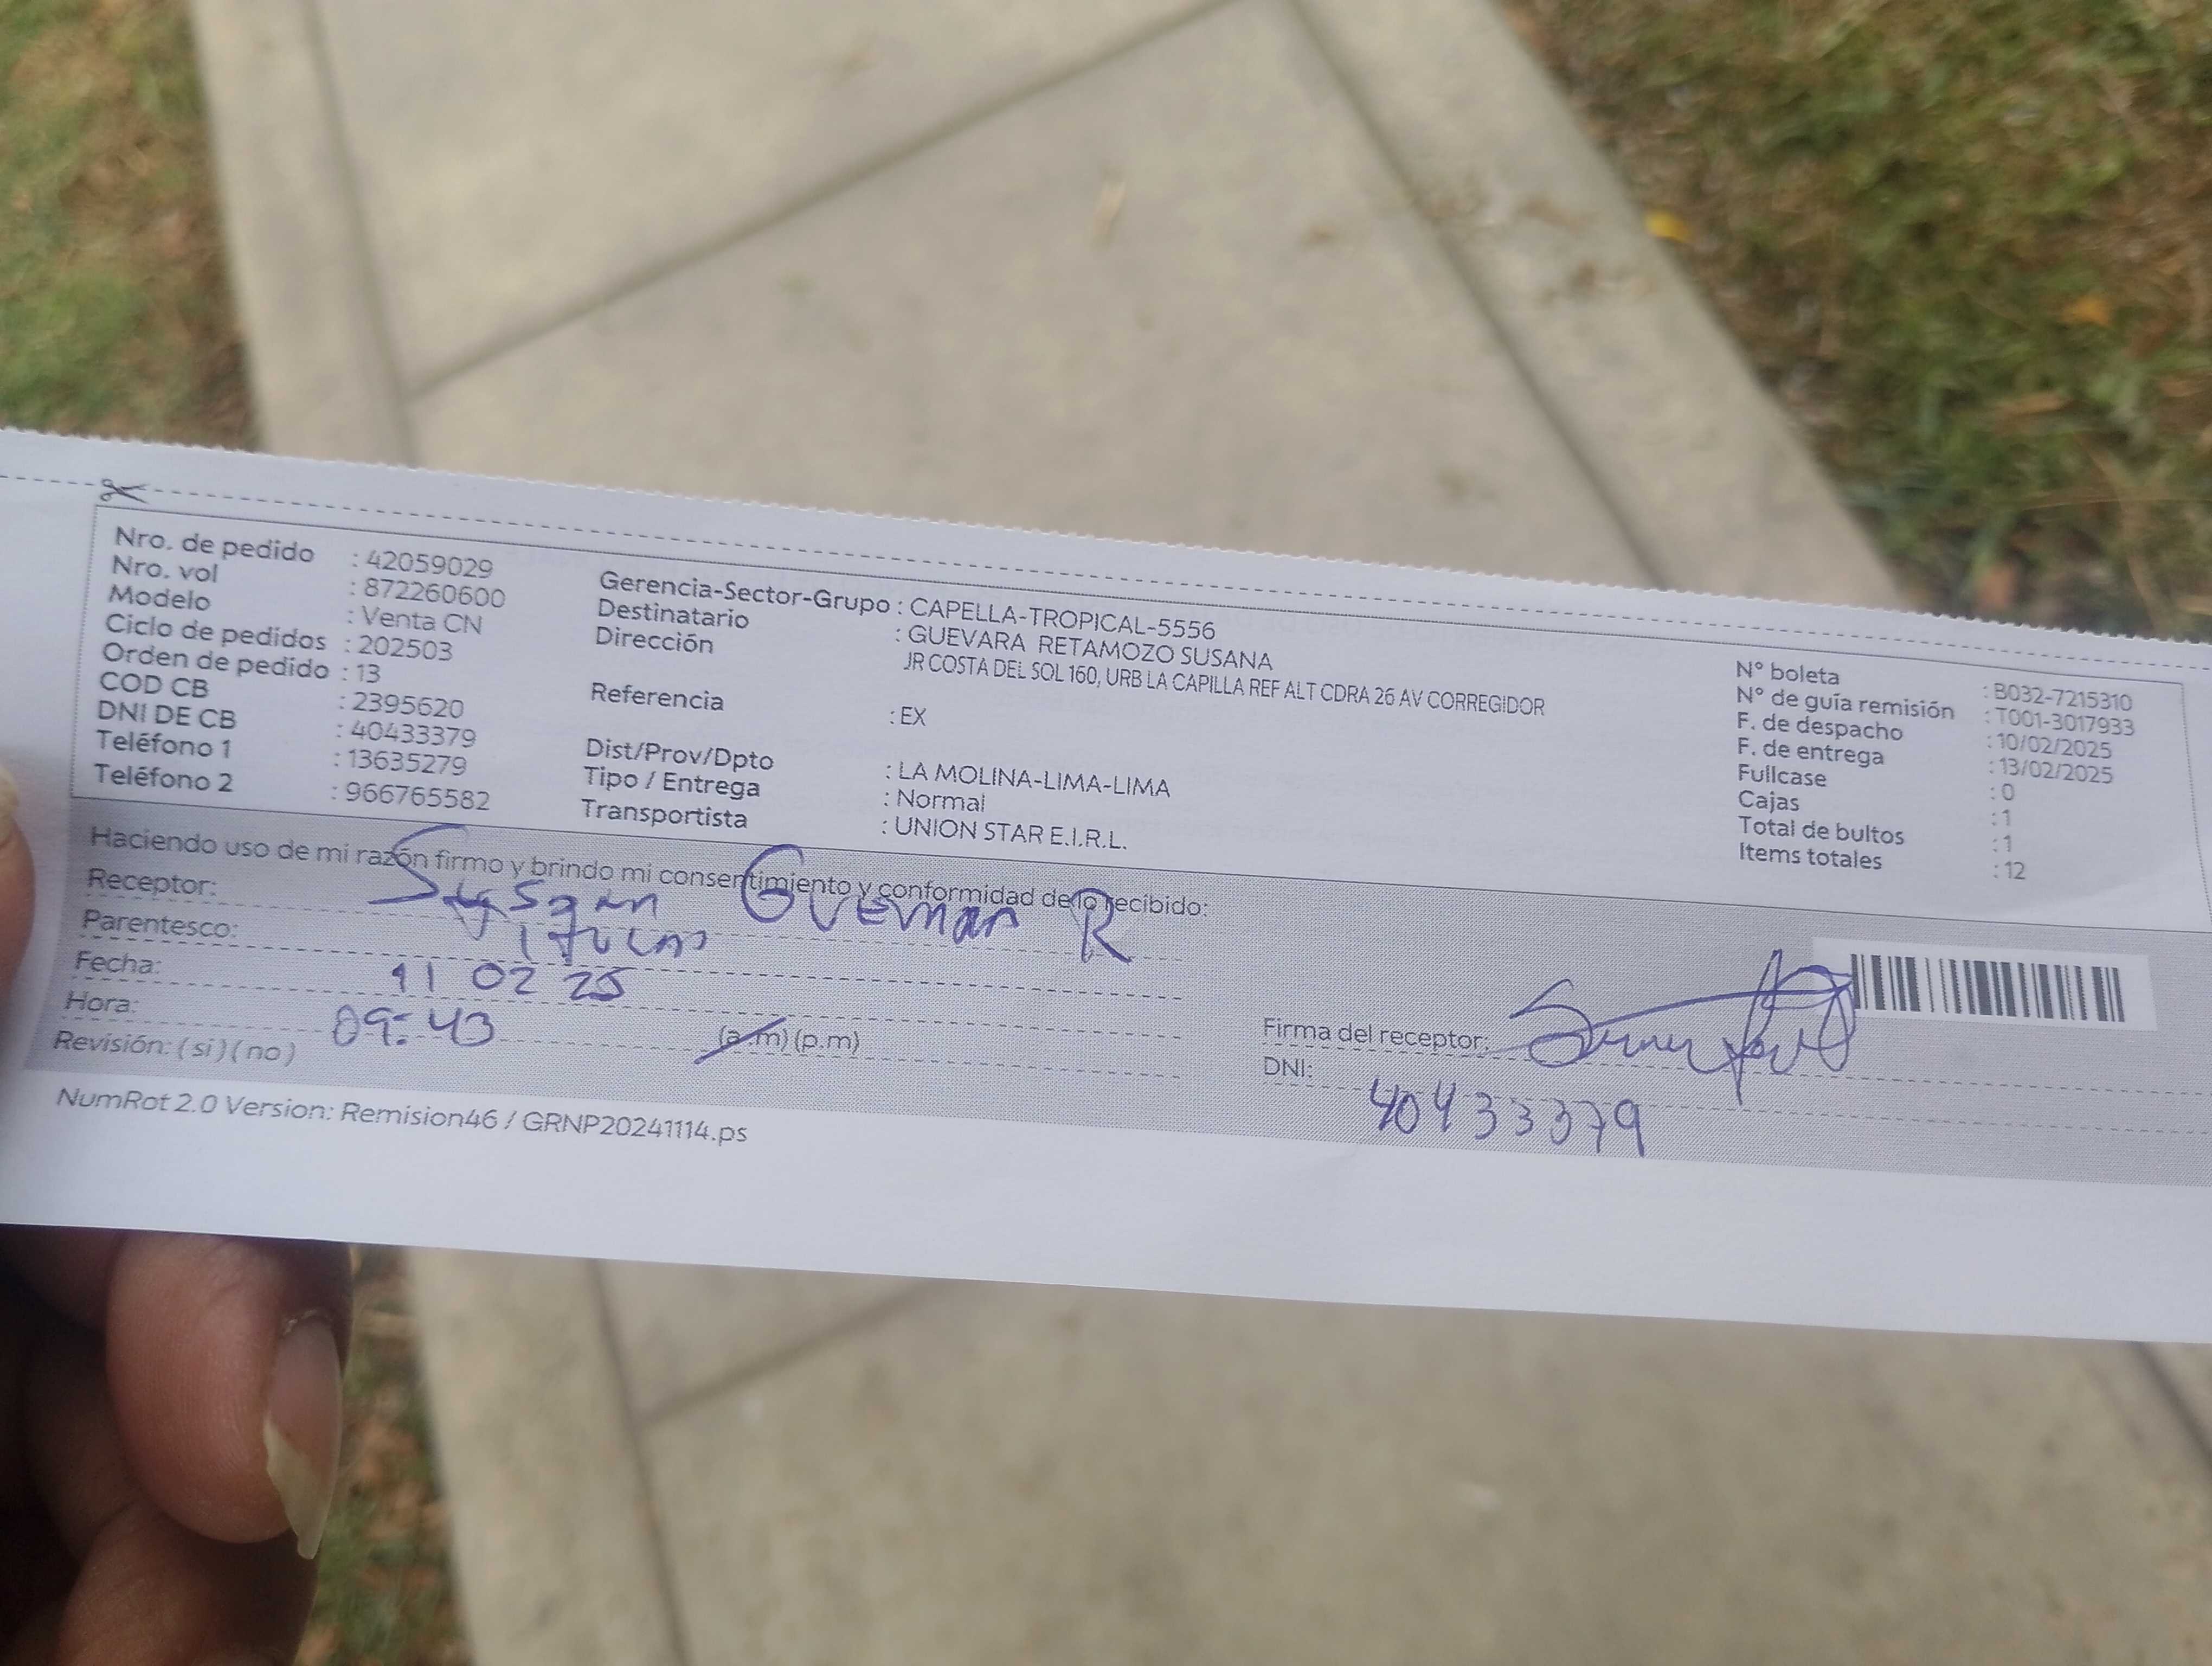 Nro. de pedido : 42059029
Nro. vol : 872260600
Modelo : Venta CN
Ciclo de pedidos : 202503
Orden de pedido : 13
COD CB : 2395620
DNI DE CB : 40433379
Teléfono 1 : 13635279
Teléfono 2 : 966765582
Gerencia-Sector-Grupo : CAPELLA-TROPICAL-5556
Destinatario : GUEVARA RETAMOZO SUSANA
Dirección JR COSTA DEL SOL 160, URB LA CAPILLA REF ALT CDRA 26 AV CORREGIDOR
Referencia : EX
Dist/Prov/Dpto : LA MOLINA-LIMA-LIMA
Tipo / Entrega : Normal
Transportista : UNION STAR E.I.R.L.
N° boleta : B032-7215310
N° de guía remisión : T001-3017933
F. de despacho : 10/02/2025
F. de entrega : 13/02/2025
Fullcase : 0
Cajas : 1
Total de bultos : 1
Items totales : 12
Haciendo uso de mi razón firmo y brindo mi consentimiento y conformidad de lo recibido:
Receptor: R
Parentesco:
Fecha: 11 02 25
Hora: 09:43 (a.m) (p.m)
Revisión: (si) (no)
Firma del receptor:
DNI: 40433379
NumRot 2.0 Version: Remision46 / GRNP20241114.ps